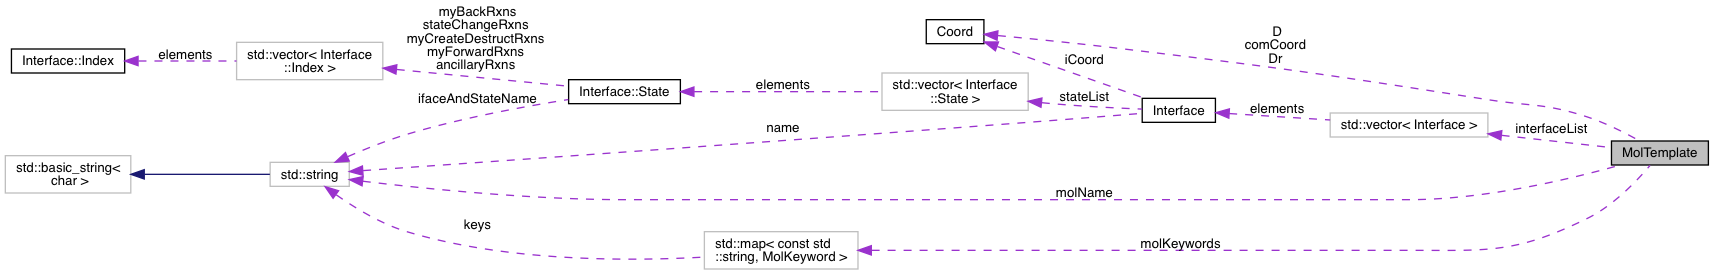 myBackRxns
stateChangeRxns
myCreateDestructRxns
myForwardRxns
ancillaryRxns
Interface::Index
elements
std::vector< Interface
::Index >
ifaceAndStateName
Interface::State
elements
std::vector< Interface
::State >
Coord
iCoord
stateList
D
comCoord
Dr
Interface
elements
std::vector< Interface >
interfaceList
MolTemplate
name
std::basic_string<
char >
std::string
molName
keys
std::map< const std
::string, MolKeyword >
molKeywords